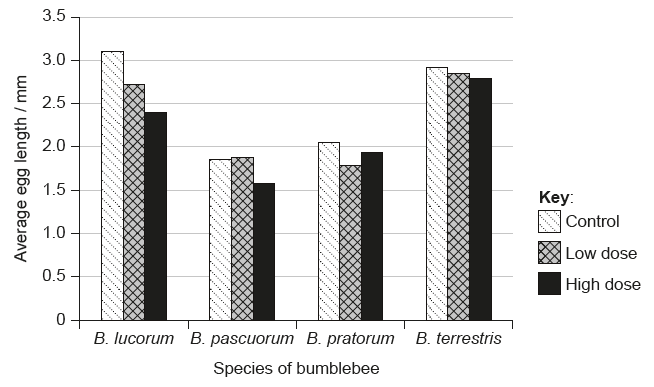 3.5
3.0
2.5
2.0
1.5
1.0
0.5
0
Average egg length / mm
B. lucorum B. pascuorum B. pratorum B. terrestris
Species of bumblebee
Key:
Control
Low dose
High dose